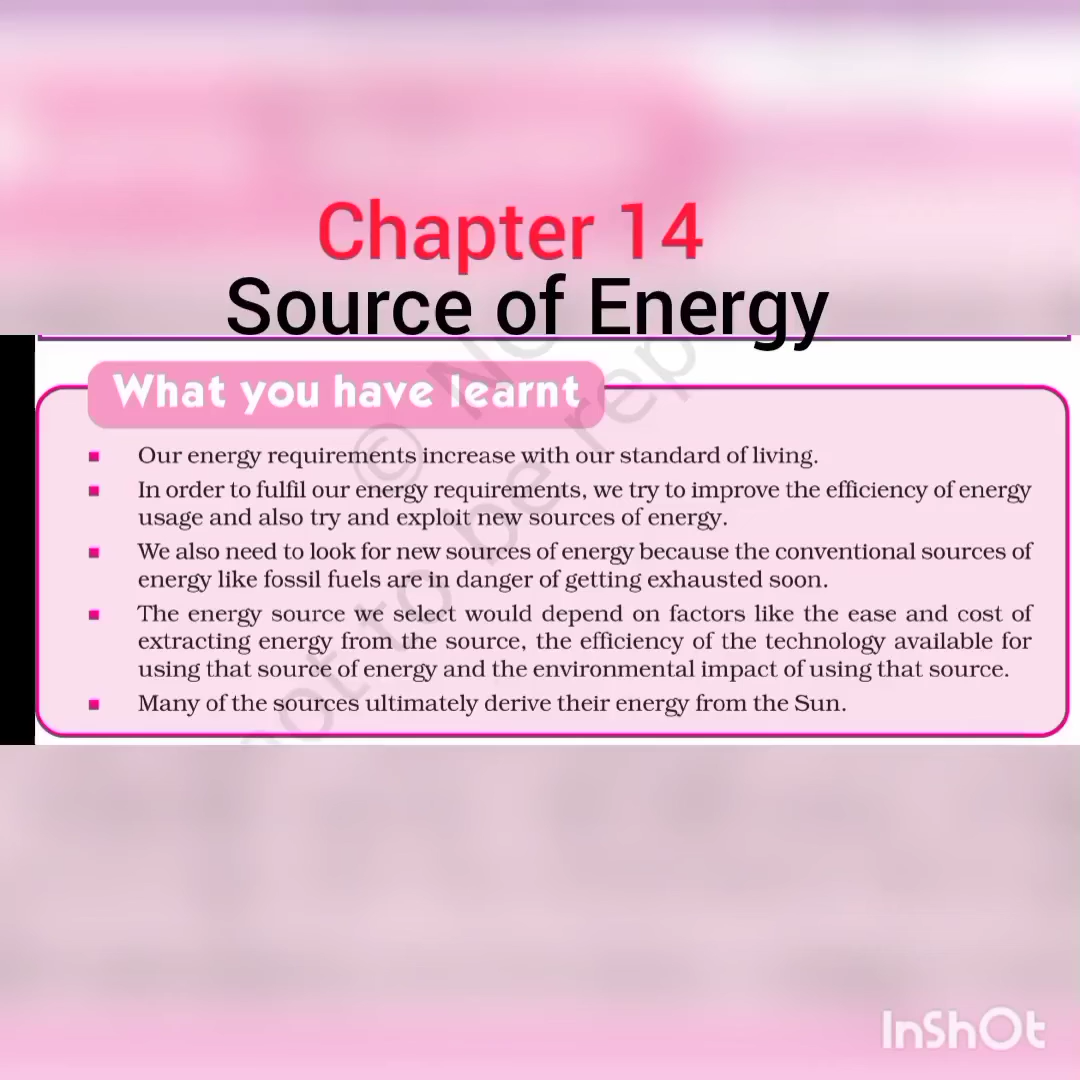 Chapter 14
Source of Energy
What you have learnt
Our energy requirements increase with our standard of living.
In order to fulfil our energy requirements, we try to improve the efficiency of energy
usage and also try and exploit new sources of energy.
We also need to look for new sources of energy because the conventional sources of
energy like fossil fuels are in danger of getting exhausted soon.
The energy source we select would depend on factors like the ease and cost of
extracting energy from the source, the efficiency of the technology available for
using that source of energy and the environmental impact of using that source.
Many of the sources ultimately derive their energy from the Sun.
not to be rep
InShOt